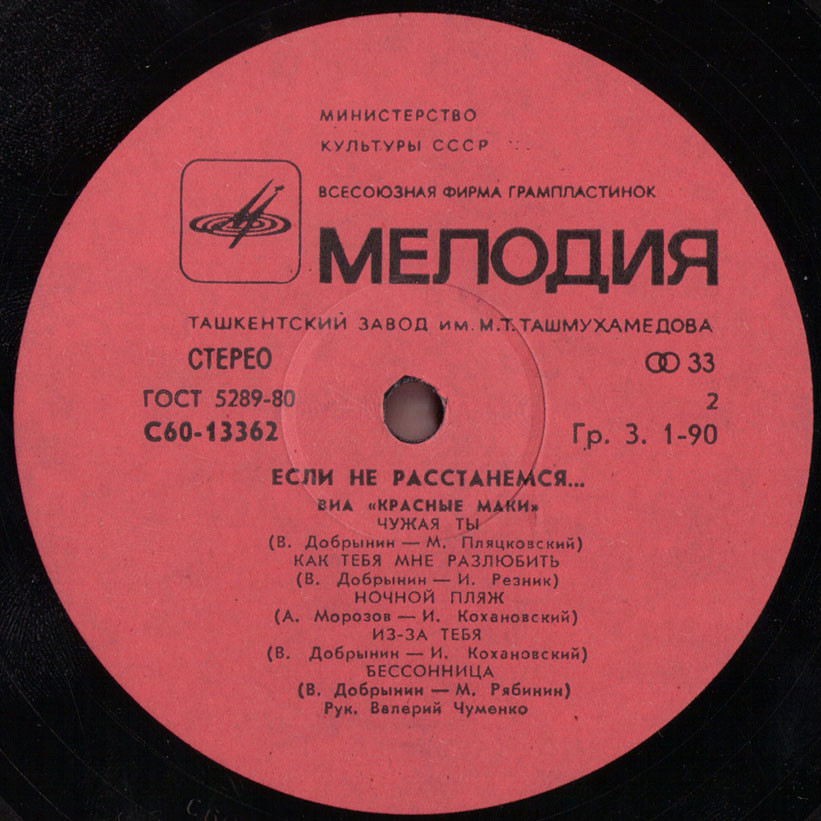 МИНИСТЕРСТВО
КУЛЬТУРЫ СССР
ВСЕСОЮЗНАЯ ФИРМА ГРАМПЛАСТИНОК
МЕЛОДИЯ
ТАШКЕНТСКИЙ ЗАВОД им. М.Т. ТАШМУХАМЕДОВА
СТЕРЕО 33
ГОСТ 5289-80 2
С60-13362 Гр. 3. 1-90
ЕСЛИ НЕ РАССТАНЕМСЯ...
ВИА «КРАСНЫЕ МАКИ»
ЧУЖАЯ ТЫ
(В. Добрынин — М. Пляцковский)
КАК ТЕБЯ МНЕ РАЗЛЮБИТЬ
(В. Добрынин — И. Резник)
НОЧНОЙ ПЛЯЖ
(А. Морозов — И. Кохановский)
ИЗ-ЗА ТЕБЯ
(В. Добрынин — И. Кохановский)
БЕССОННИЦА
(В. Добрынин — М. Рябинин)
Рук. Валерий Чуменко